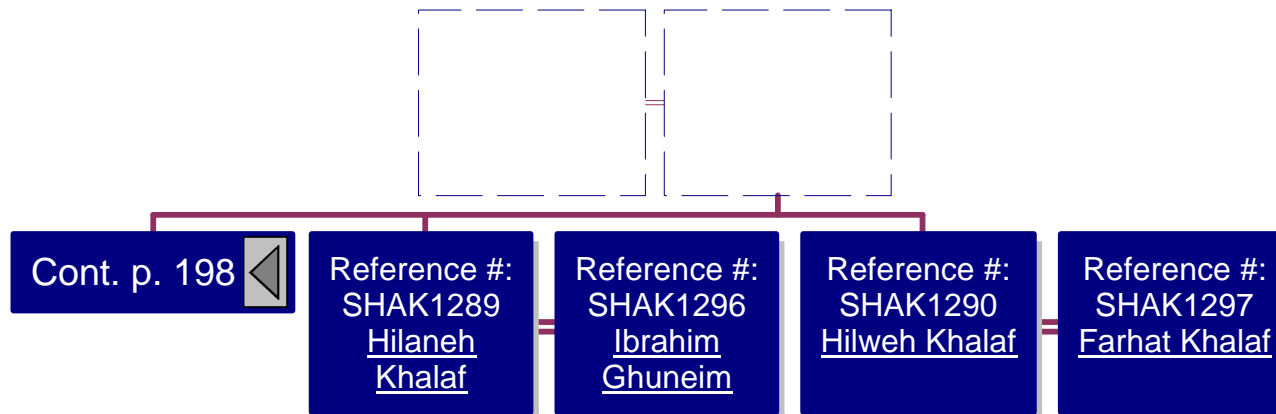 Cont. p. 198
Reference #:
SHAK1289
Hilaneh
Khalaf
Reference #:
SHAK1296
Ibrahim
Ghuneim
Reference #:
SHAK1290
Hilweh Khalaf
Reference #:
SHAK1297
Farhat Khalaf